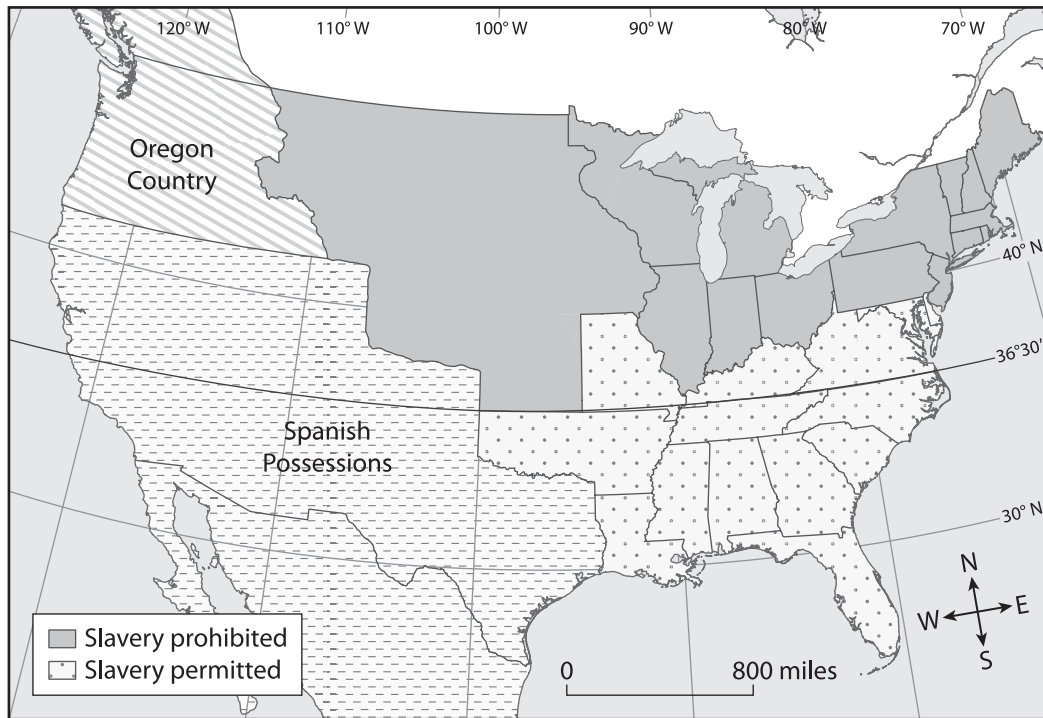 120°W
110°W
100°W
90°W
80°W
70°W
Oregon
Country
40° N
36°30'
Spanish
Possessions
30° N
N
W
E
S
Slavery prohibited
Slavery permitted
0
800 miles